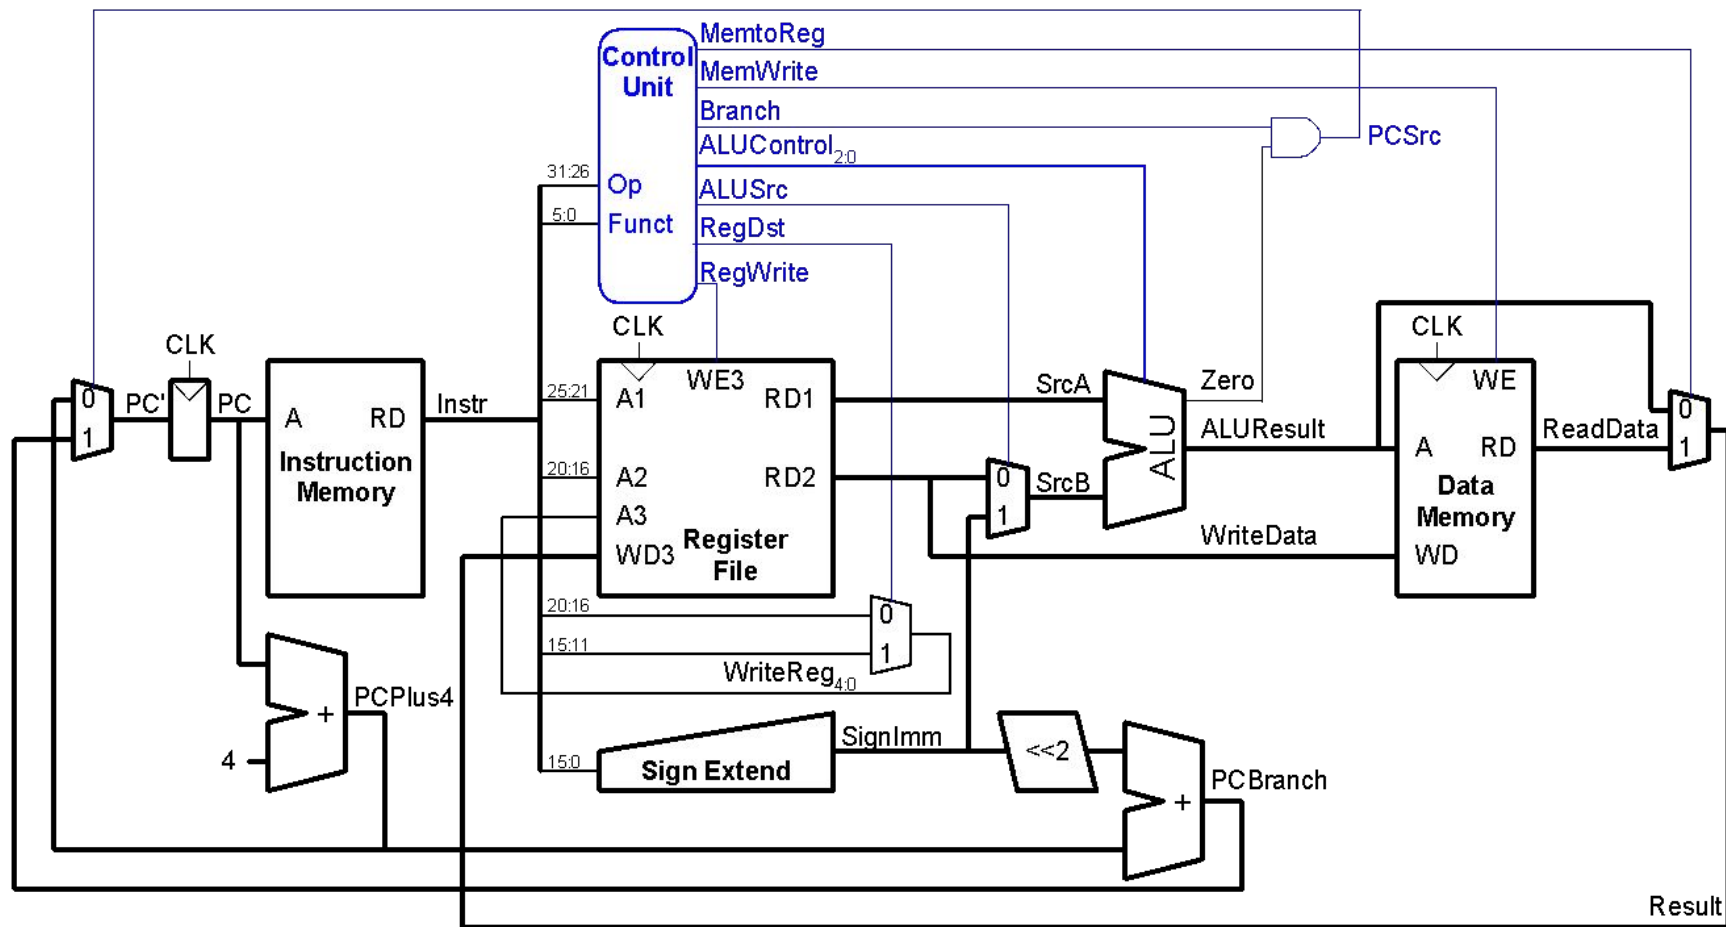 MemtoReg
Control
Unit
MemWrite
Branch
PCSrc
ALUControl2:0
31:26
Op
ALUSrc
5:0
Funct
RegDst
RegWrite
CLK
CLK
CLK
WE3
WE
0
1
PC'
PC
A
RD
Instr
Instruction
Memory
25:21
A1
RD1
SrcA
Zero
ALU
ALUResult
A
RD
ReadData
0
1
20:16
A2
RD2
0
1
SrcB
Data
Memory
A3
Register
File
WD3
WriteData
WD
20:16
0
15:11
1
WriteReg4:0
PCPlus4
+
4
SignImm
<<2
15:0
Sign Extend
PCBranch
+
Result